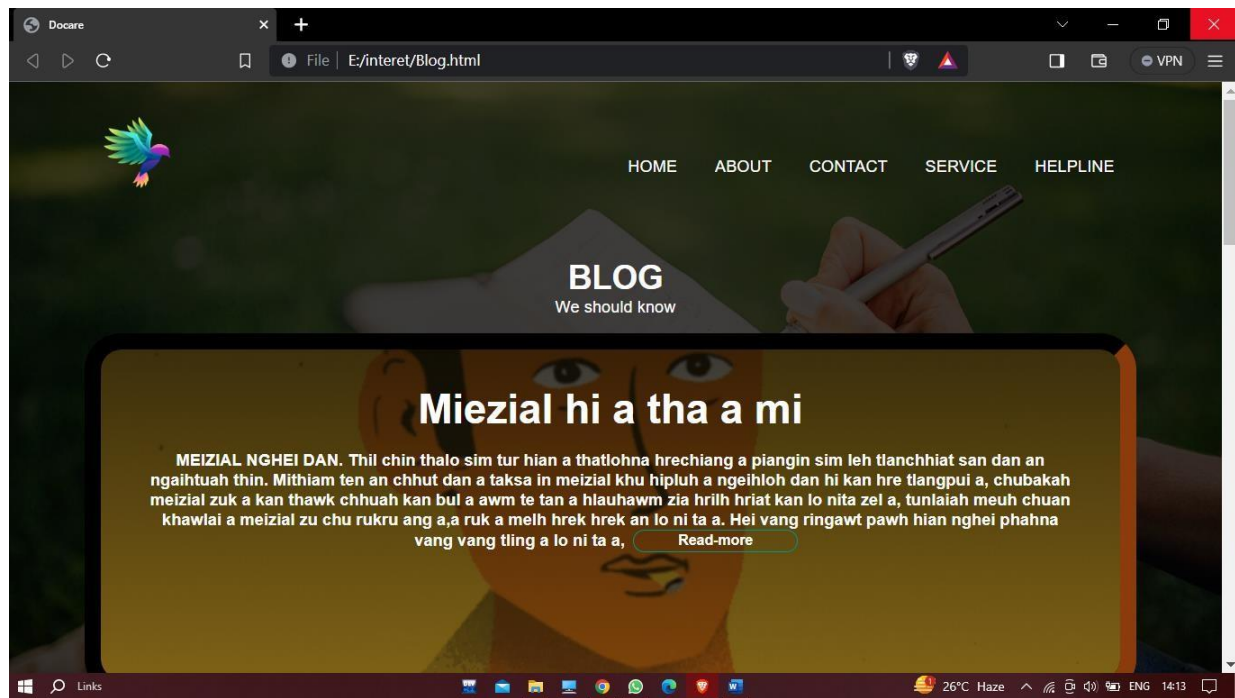 Docare
File E:/interet/Blog.html
VPN
HOME ABOUT CONTACT SERVICE HELPLINE
BLOG
We should know
Miezial hi a tha a mi
MEIZIAL NGHEI DAN. Thil chin thalo sim tur hian a thatlohna hrechiang a piangin sim leh tlanchhiat san dan an
ngaihtuah thin. Mithiam ten an chhut dan a taksa in meizial khu hipluh a ngeihloh dan hi kan hre tlangpui a, chubakah
meizial zuk a kan thawk chhuah kan bul a awm te tan a hlauhawm zia hrilh hriat kan lo nita zel a, tunlaiah meuh chuan
khawlai a meizial zu chu rukru ang a,a ruk a melh hrek hrek an lo ni ta a. Hei vang ringawt pawh hian nghei phahna
vang vang tling a lo ni ta a, Read-more
Links
1 26°C Haze ENG 14:13